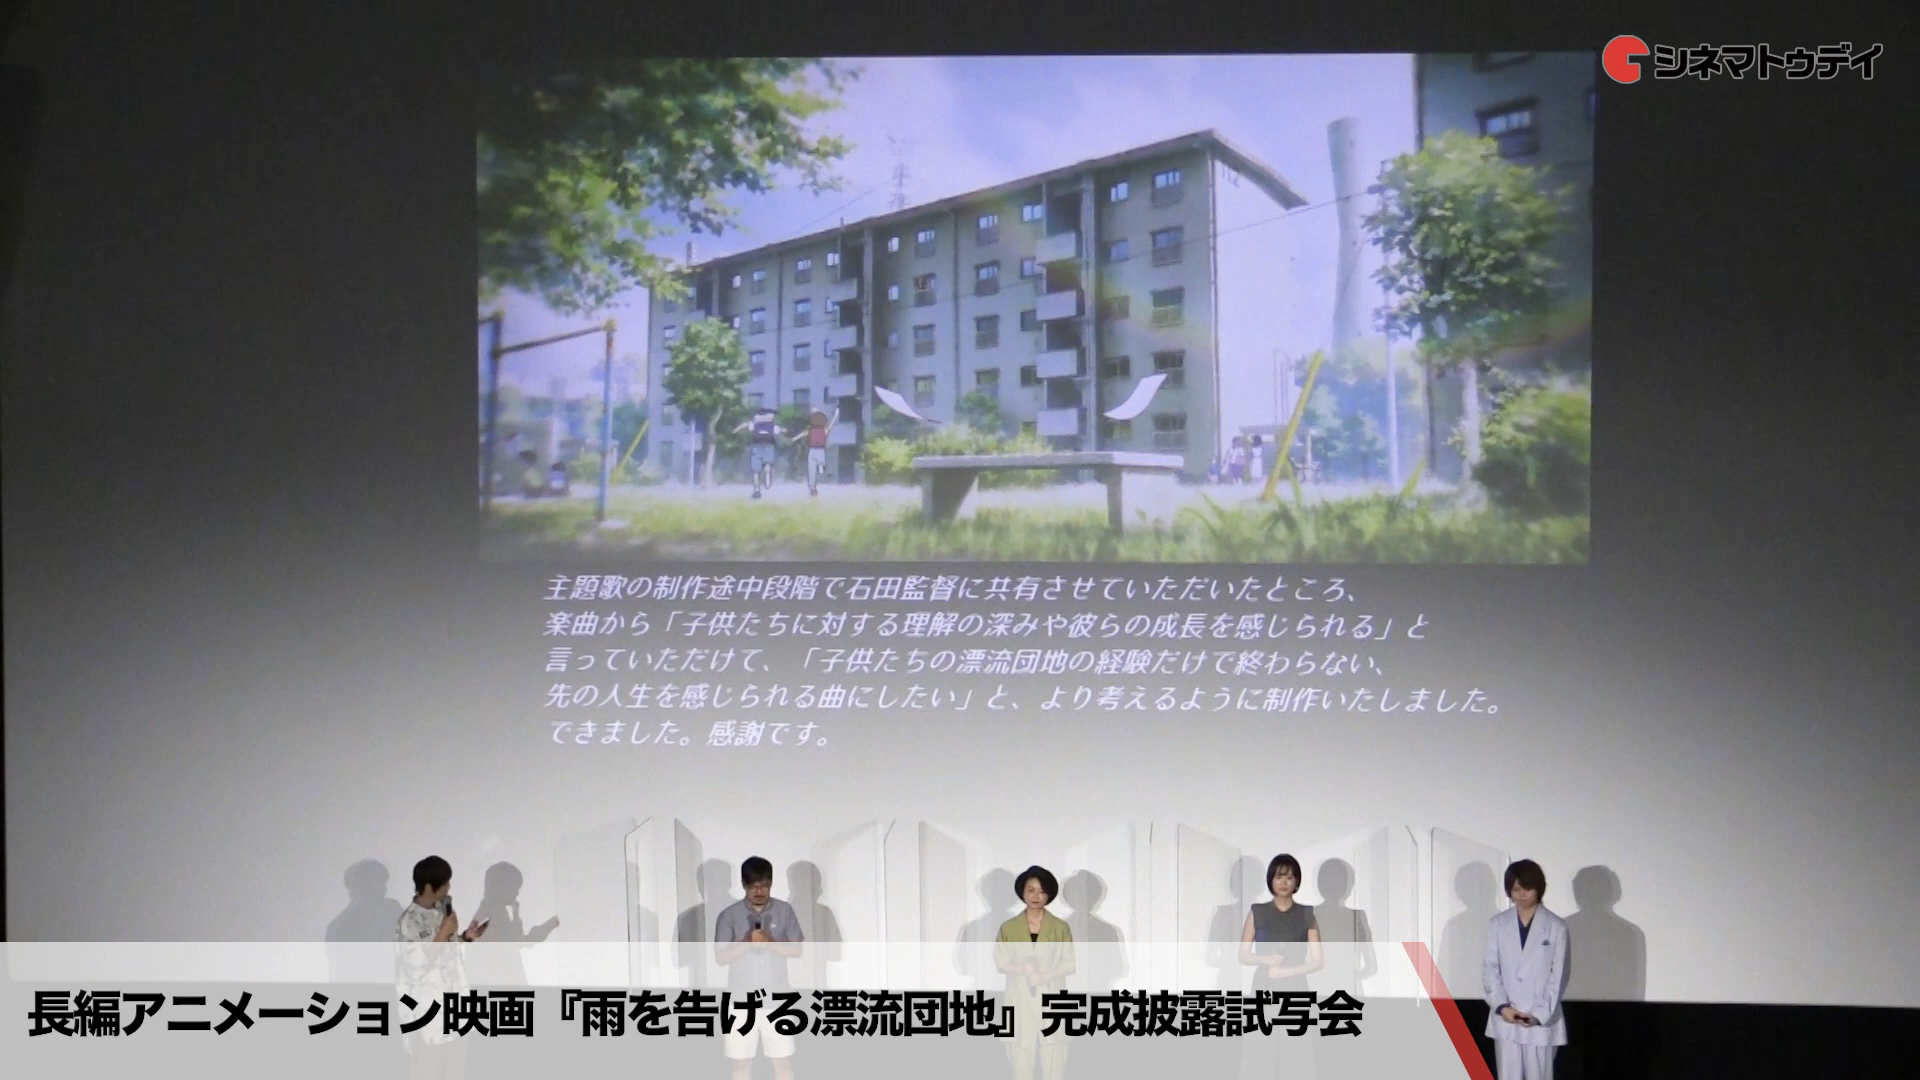 シネマトゥデイ
112
主題歌の制作途中段階で石田監督に共有させていただいたところ、
楽曲から「子供たちに対する理解の深みや彼らの成長を感じられる」と
言っていただけて、「子供たちの漂流団地の経験だけで終わらない、
先の人生を感じられる曲にしたい」と、より考えるように制作いたしました。
できました。感謝です。
長編アニメーション映画『雨を告げる漂流団地』完成披露試写会